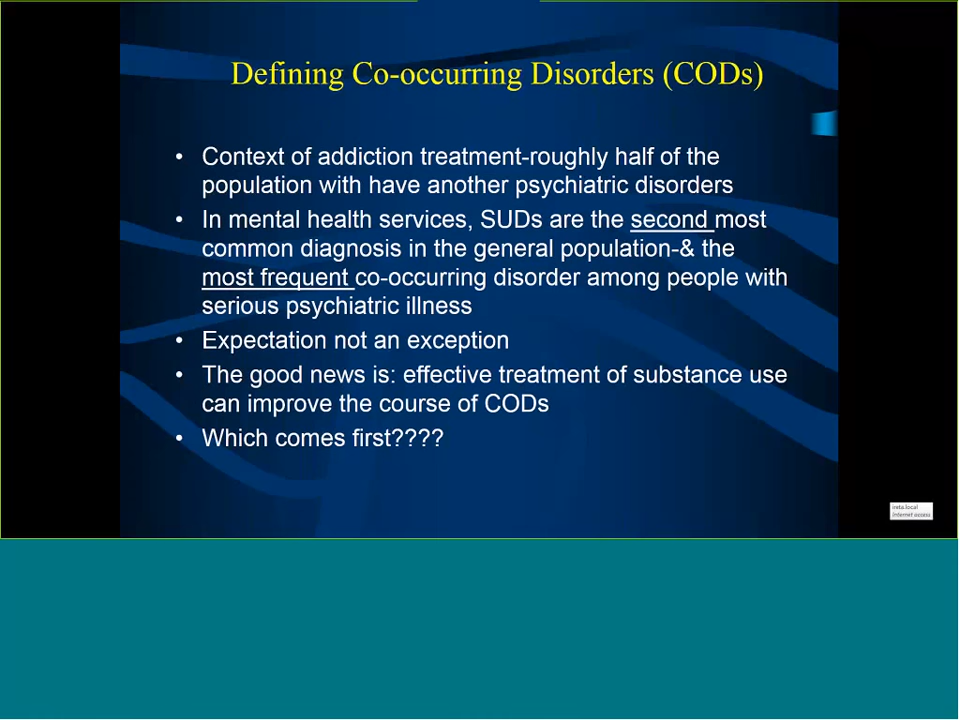 Defining Co-occurring Disorders (CODs)
• Context of addiction treatment-roughly half of the
population with have another psychiatric disorders
• In mental health services, SUDs are the second most
common diagnosis in the general population-& the
most frequent co-occurring disorder among people with
serious psychiatric illness
• Expectation not an exception
• The good news is: effective treatment of substance use
can improve the course of CODs
• Which comes first????
Internet access